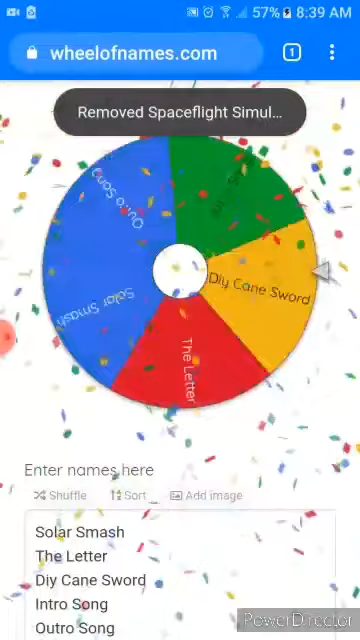 57% 8:39 AM
wheelofnames.com
1
Removed Spaceflight Simul...
Outro Song
Diy Cane Sword
Solar Smash
The Letter
Enter names here
Shuffle Sort Add image
Solar Smash
The Letter
Diy Cane Sword
Intro Song
Outro Song
PowerDirector